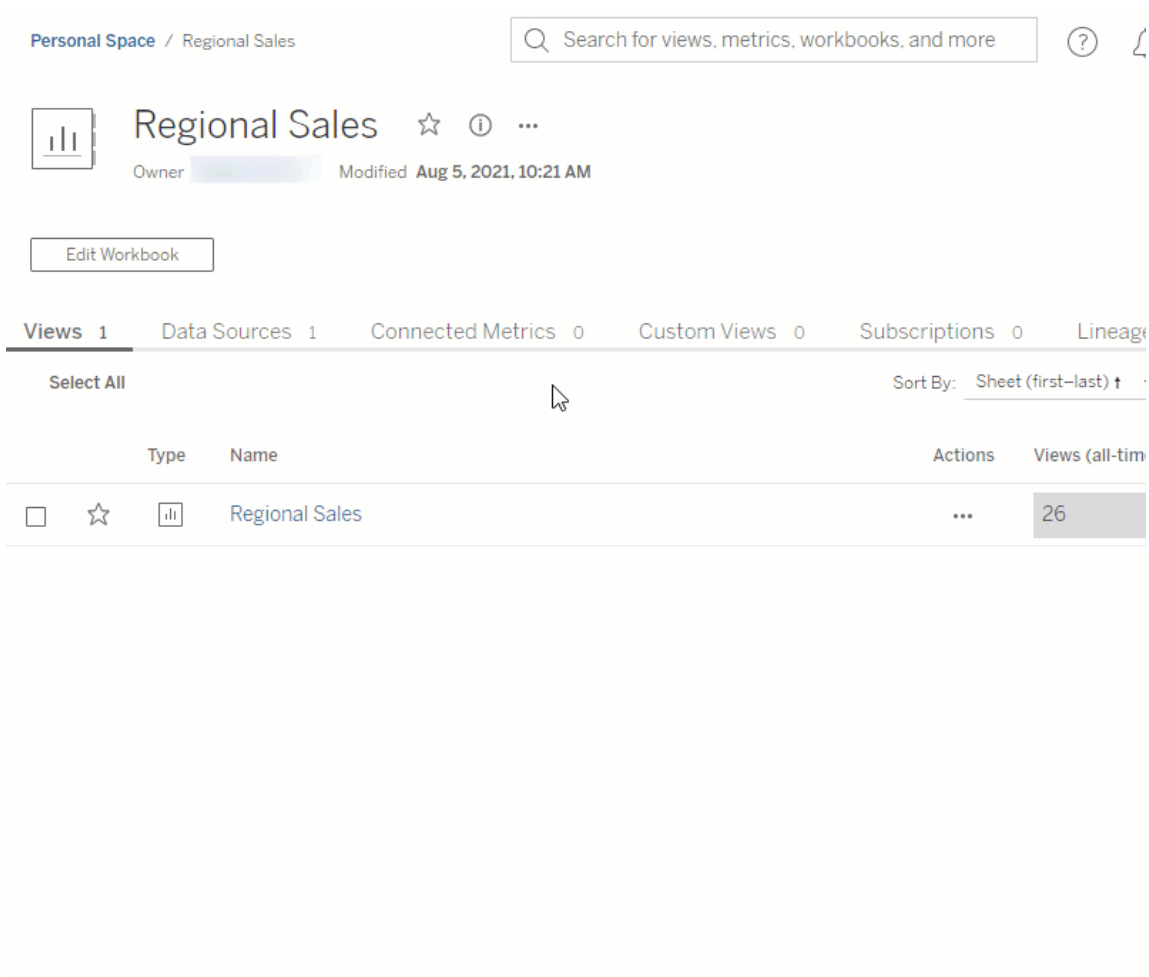 Personal Space / Regional Sales
Search for views, metrics, workbooks, and more
Regional Sales
Owner Modified Aug 5, 2021, 10:21 AM
Edit Workbook
Views 1 Data Sources 1 Connected Metrics 0 Custom Views 0 Subscriptions 0 Lineage
Select All Sort By: Sheet (first–last) ↑
Type Name Actions Views (all-time
Regional Sales 26